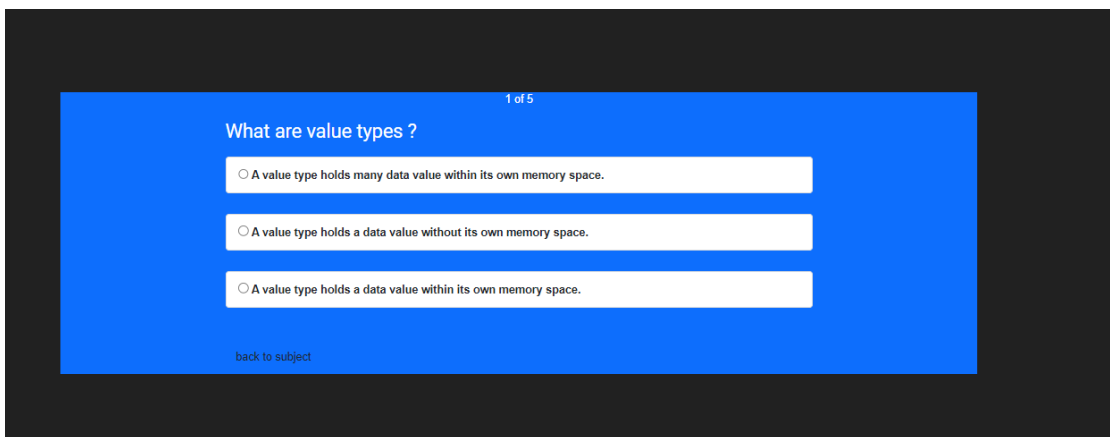 1 of 5
What are value types ?
A value type holds many data value within its own memory space.
A value type holds a data value without its own memory space.
A value type holds a data value within its own memory space.
back to subject